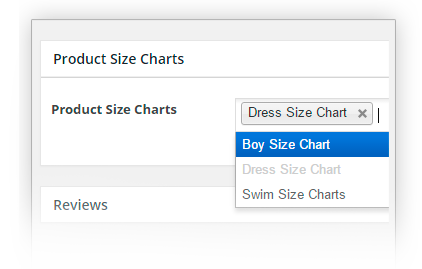 Product Size Charts
Product Size Charts
Dress Size Chart ×
Boy Size Chart
Dress Size Chart
Swim Size Charts
Reviews